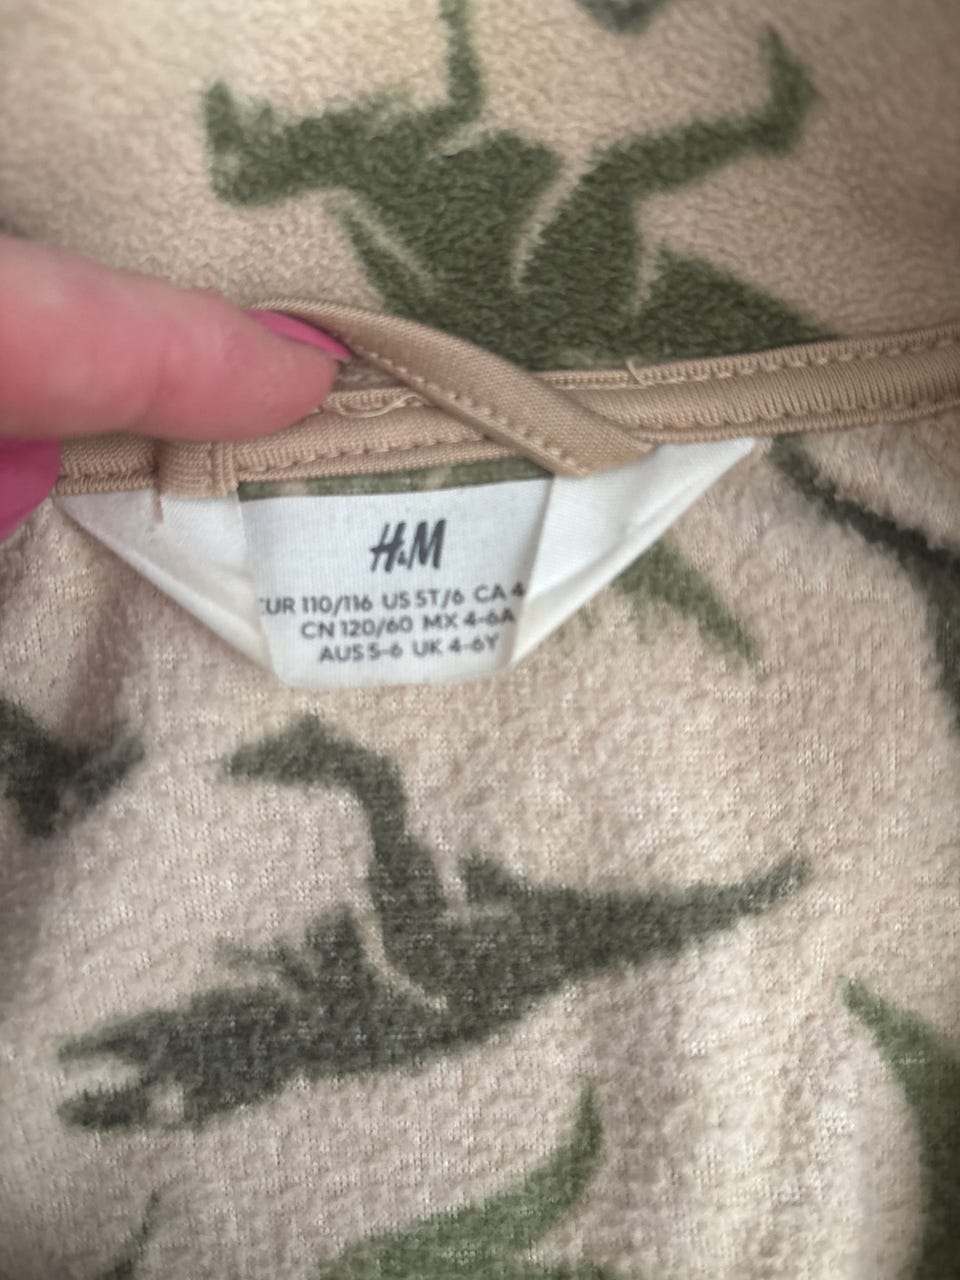 H&M
EUR 110/116 US 5T/6 CA 4
CN 120/60 MX 4-6A
AUS 5-6 UK 4-6Y